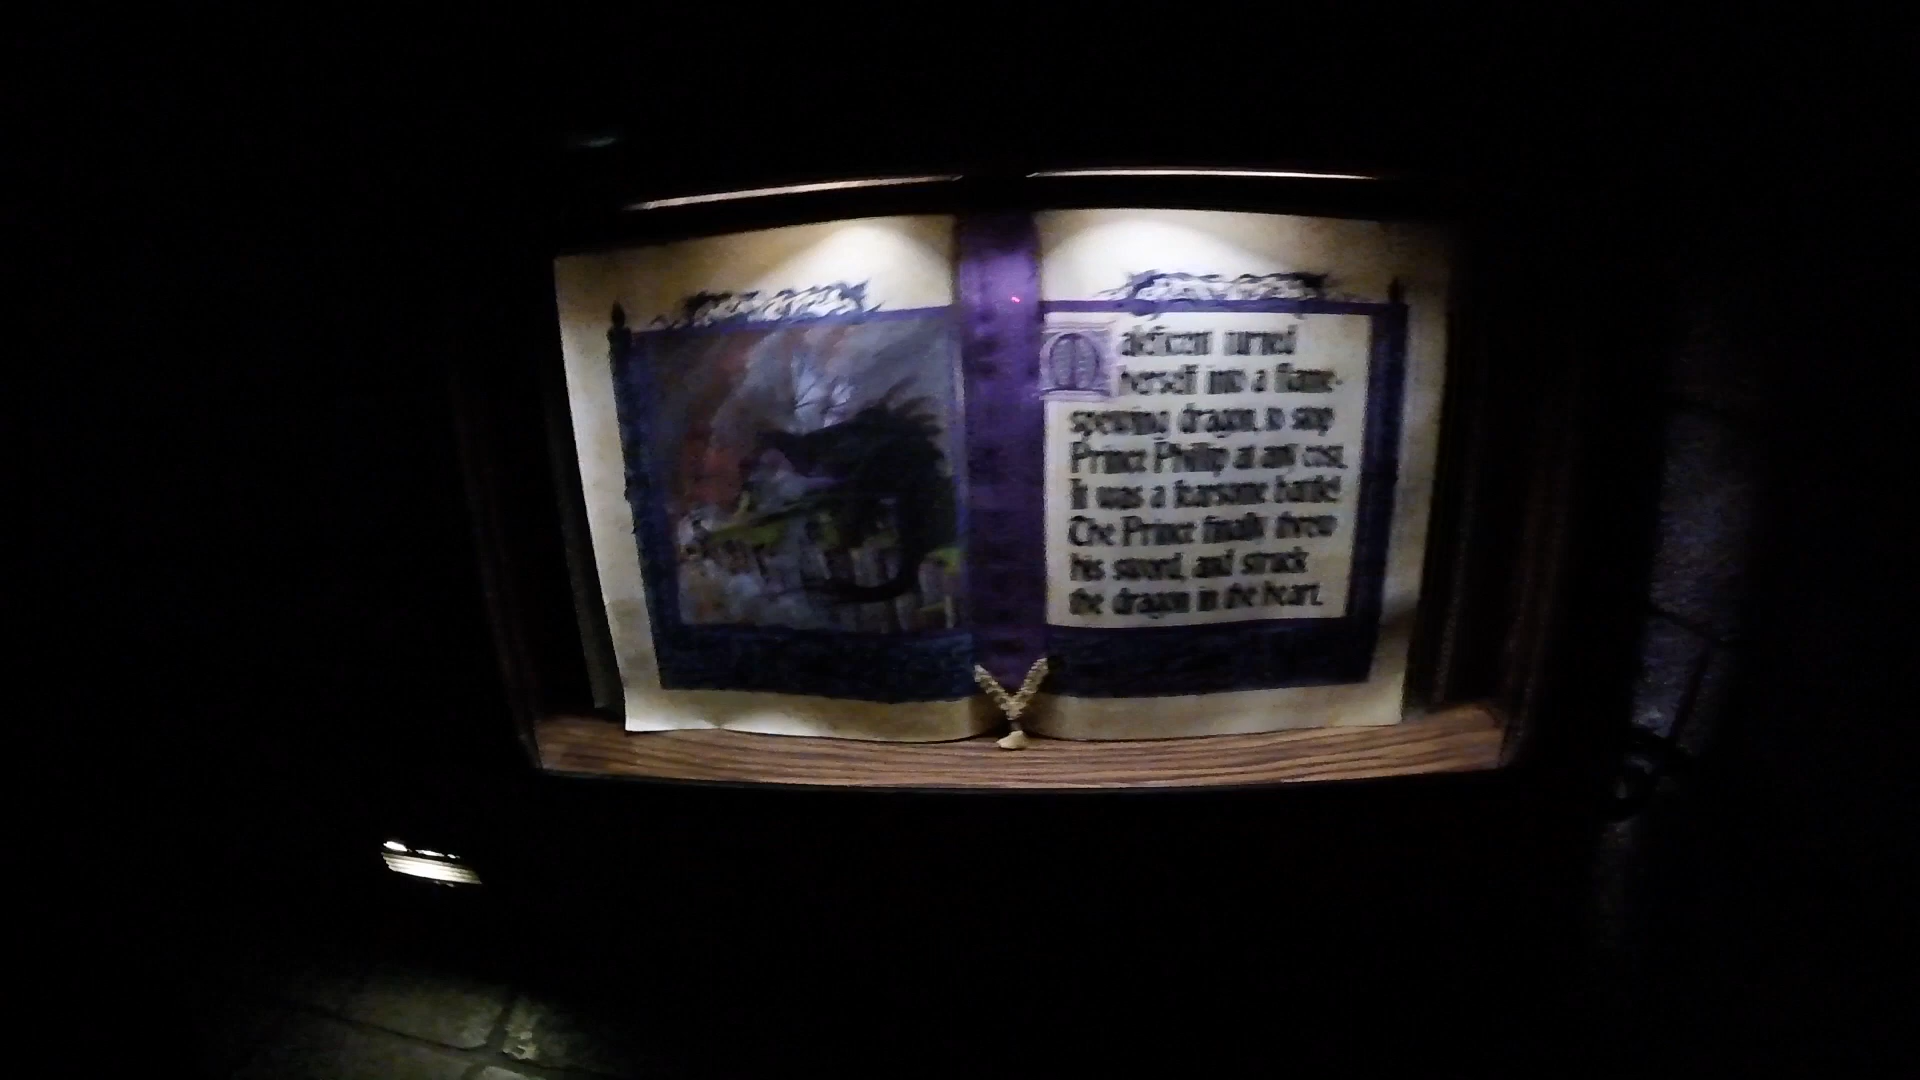 Maleficent turned
herself into a flame-
spewing dragon, to stop
Prince Phillip at any cost.
It was a fearsome battle!
The Prince finally threw
his sword, and struck
the dragon in the heart.